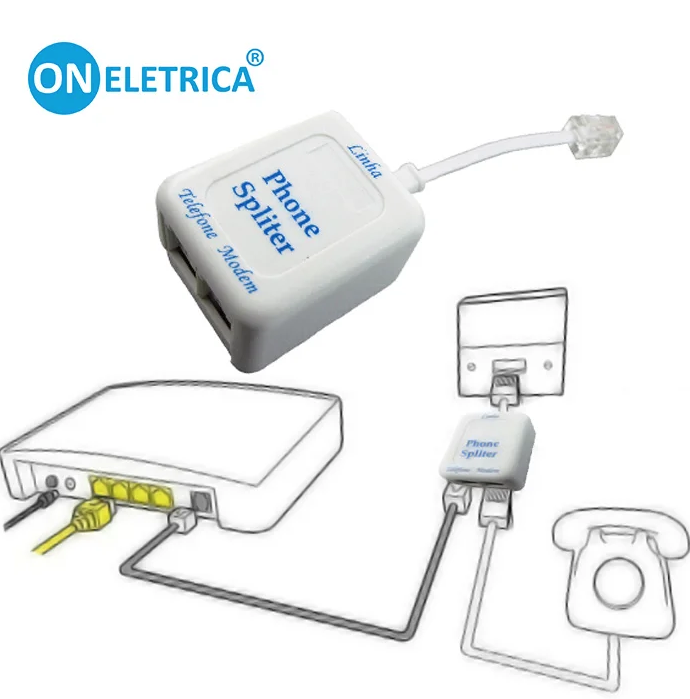 ONELETRICA®
Linha
Phone
Spliter
Telefone Modem
Linha
Phone
Spliter
Telefone Modem